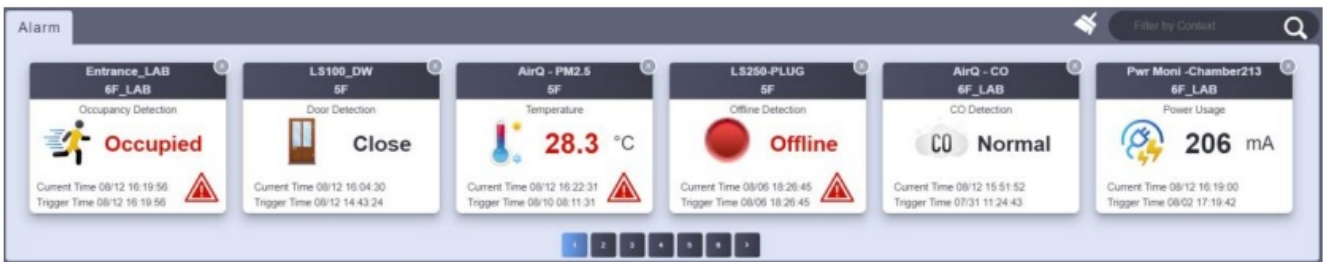 Alarm
Filter by Context
Entrance_LAB
6F_LAB
Occupancy Detection
Occupied
Current Time 08/12 16:19:56
Trigger Time 08/12 16:19:56
LS100_DW
5F
Door Detection
Close
Current Time 08/12 16:04:30
Trigger Time 08/12 14:43:24
AirQ - PM2.5
5F
Temperature
28.3 °C
Current Time 08/12 16:22:31
Trigger Time 08/10 08:11:31
LS250-PLUG
5F
Offline Detection
Offline
Current Time 08/06 18:26:45
Trigger Time 08/06 18:26:45
AirQ - CO
6F_LAB
CO Detection
CO
Normal
Current Time 08/12 15:51:52
Trigger Time 07/31 11:24:43
Pwr Moni -Chamber213
6F_LAB
Power Usage
206 mA
Current Time 08/12 16:19:00
Trigger Time 08/02 17:19:42
1 2 3 4 5 6 >